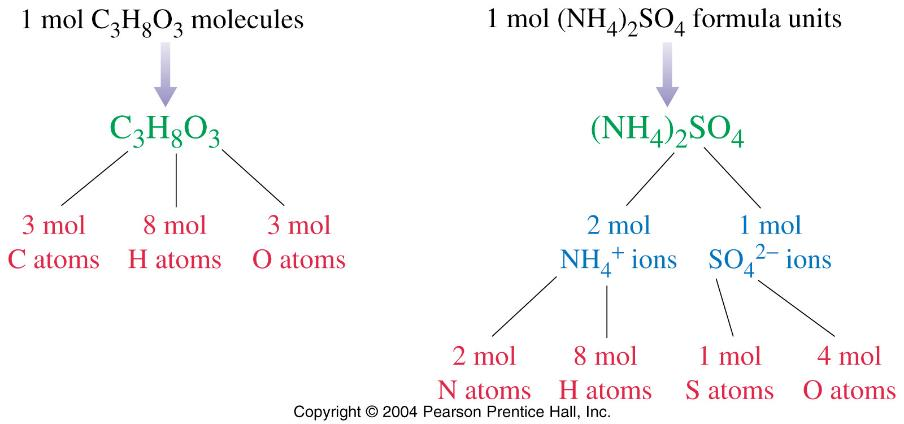 1 mol C₃H₈O₃ molecules
C₃H₈O₃
3 mol
C atoms
8 mol
H atoms
3 mol
O atoms
1 mol (NH₄)₂SO₄ formula units
(NH₄)₂SO₄
2 mol
NH₄⁺ ions
1 mol
SO₄²⁻ ions
2 mol
N atoms
8 mol
H atoms
1 mol
S atoms
4 mol
O atoms
Copyright © 2004 Pearson Prentice Hall, Inc.